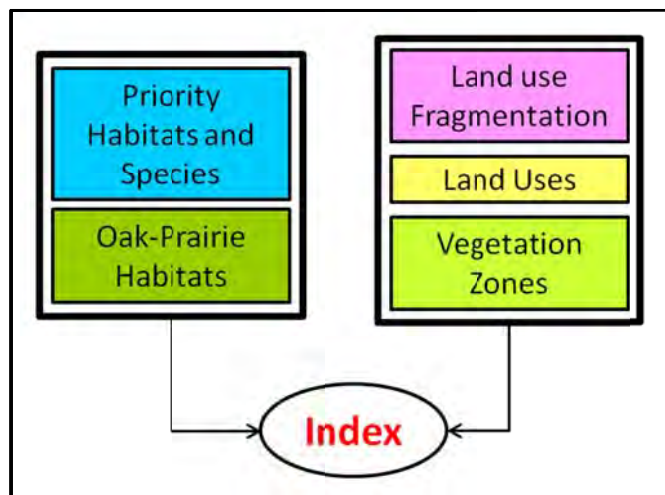 Priority
Habitats and
Species
Oak-Prairie
Habitats
Land use
Fragmentation
Land Uses
Vegetation
Zones
Index